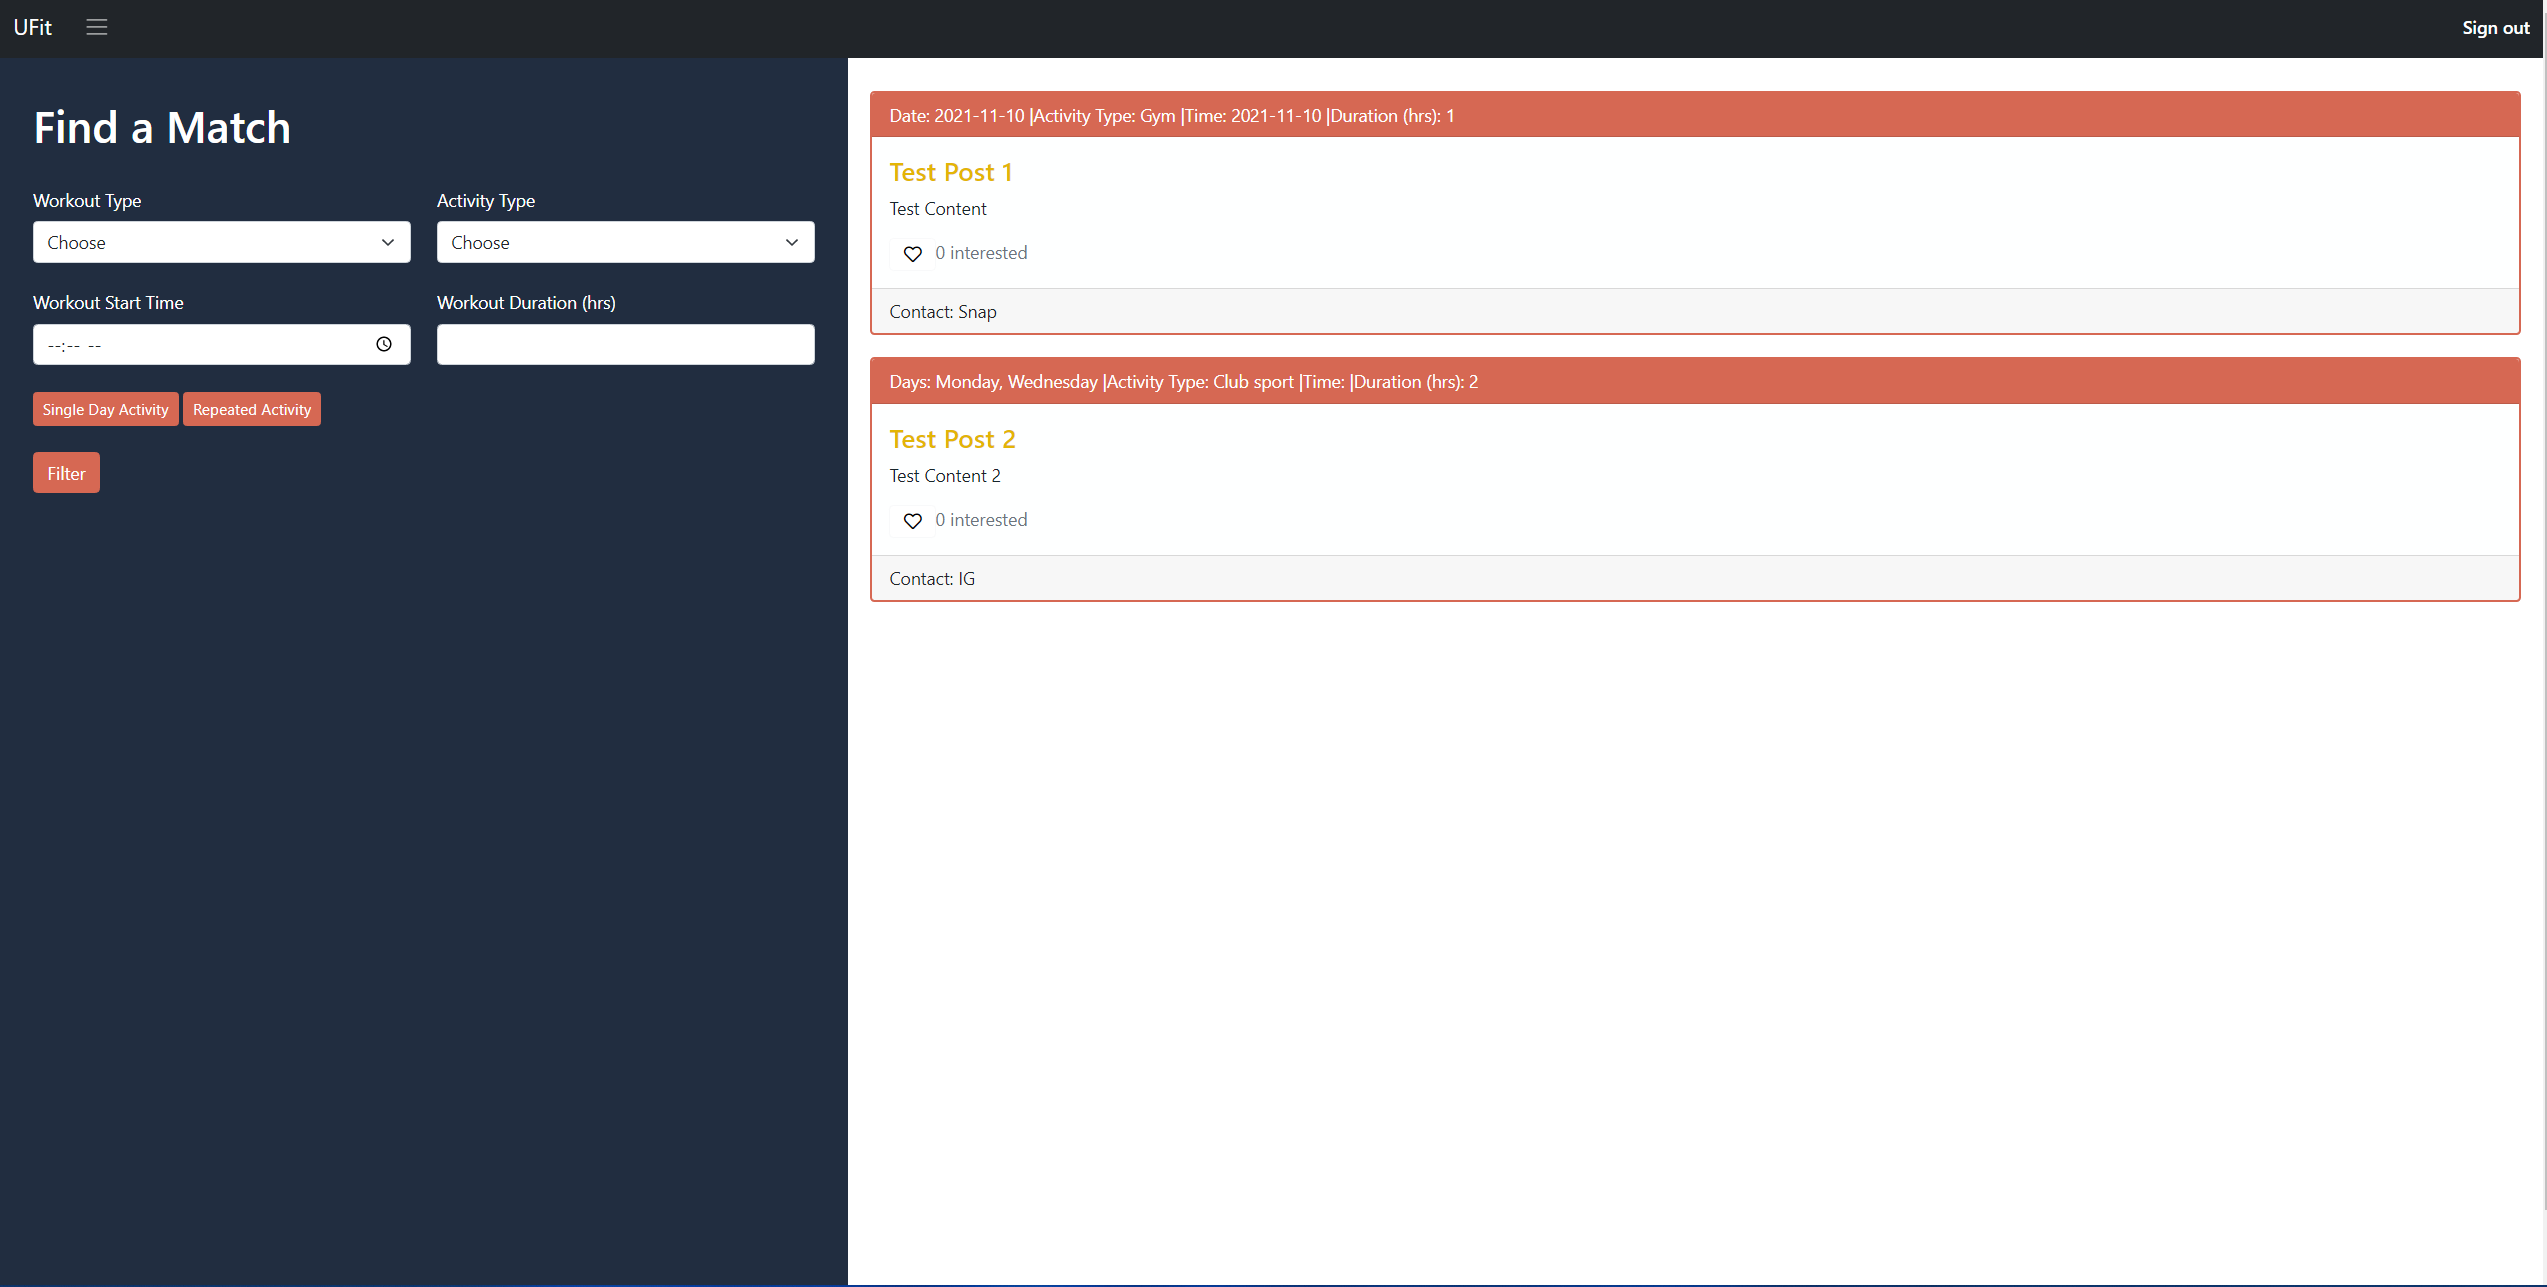 UFit
Sign out
Find a Match
Workout Type
Activity Type
Choose
Choose
Workout Start Time
Workout Duration (hrs)
--:-- --
Single Day Activity
Repeated Activity
Filter
Date: 2021-11-10 |Activity Type: Gym |Time: 2021-11-10 |Duration (hrs): 1
Test Post 1
Test Content
0 interested
Contact: Snap
Days: Monday, Wednesday |Activity Type: Club sport |Time: |Duration (hrs): 2
Test Post 2
Test Content 2
0 interested
Contact: IG